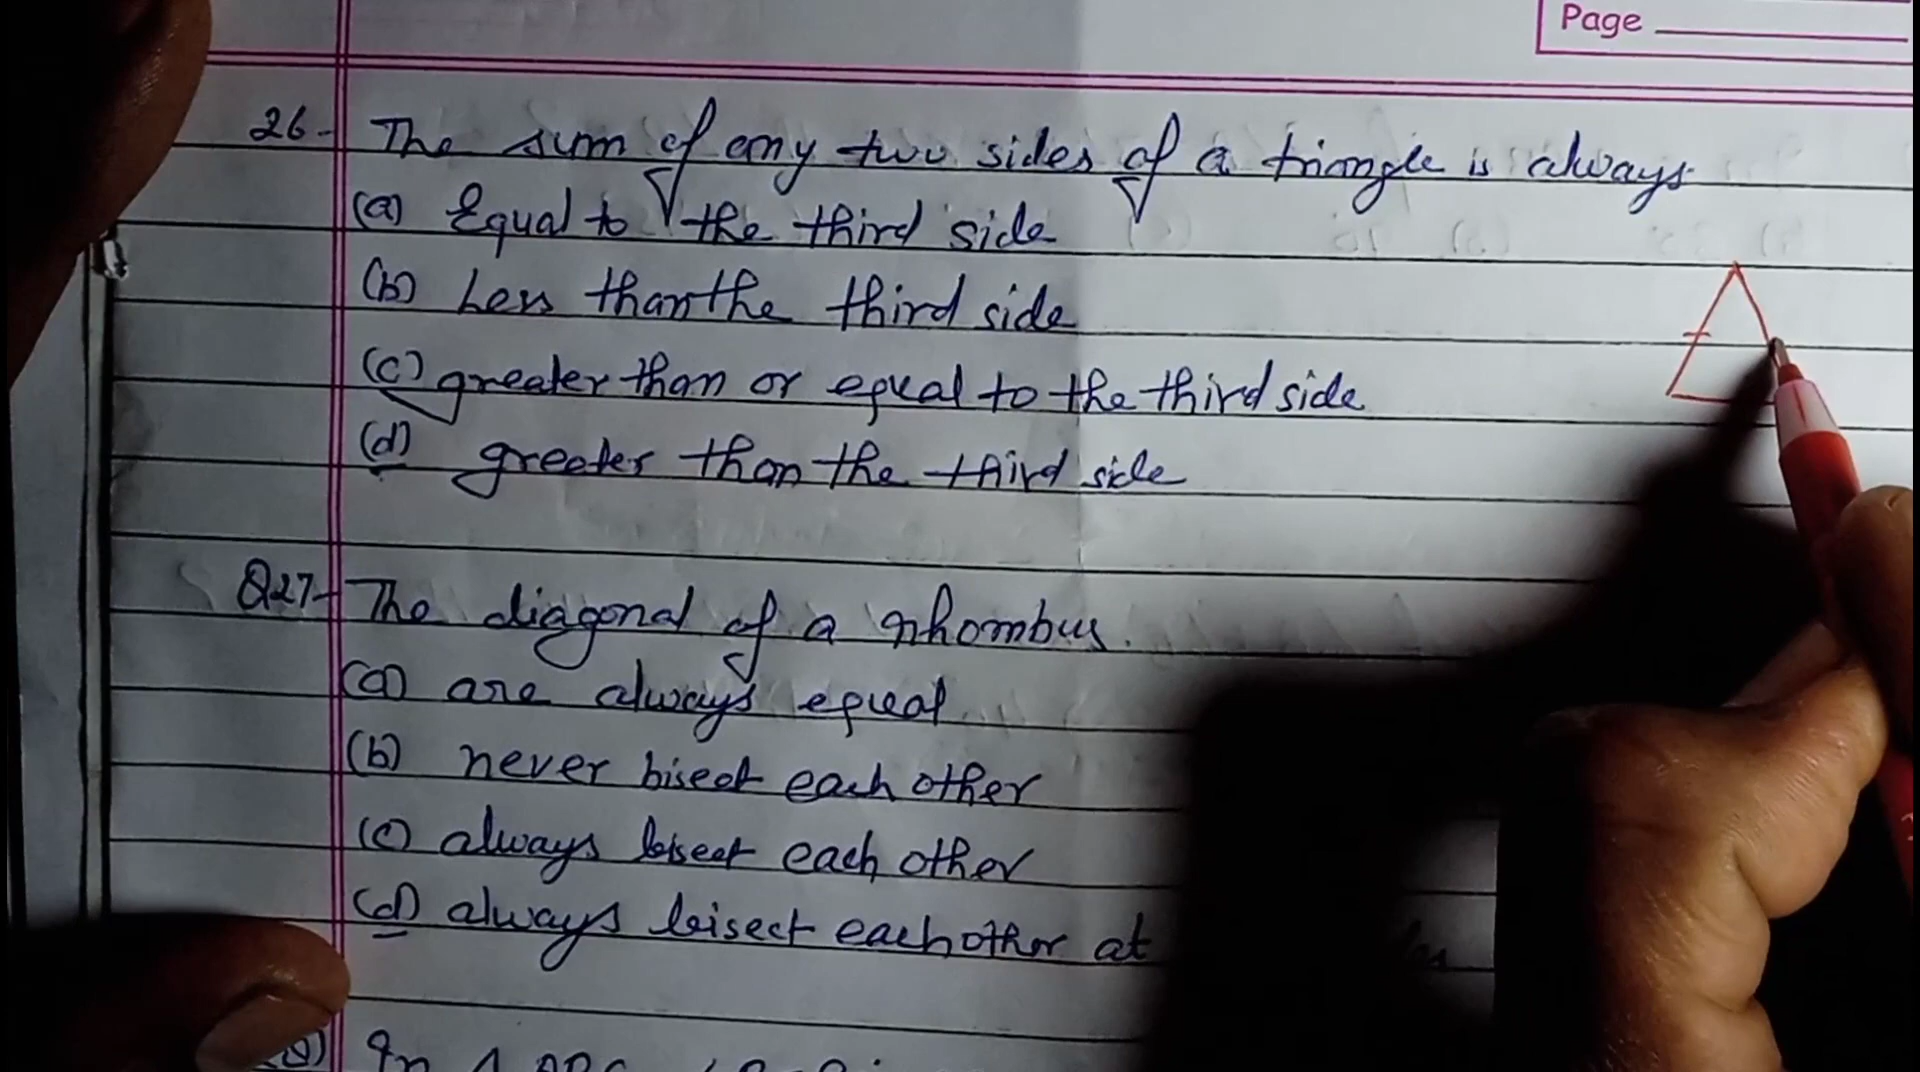 Page
26- The sum of any two sides of a triangle is always
(a) Equal to the third side
(b) Less than the third side
(c) greater than or equal to the third side
(d) greater than the third side
Q27- The diagonal of a rhombus.
(a) are always equal
(b) never bisect each other
(c) always bisect each other
(d) always bisect each other at
In